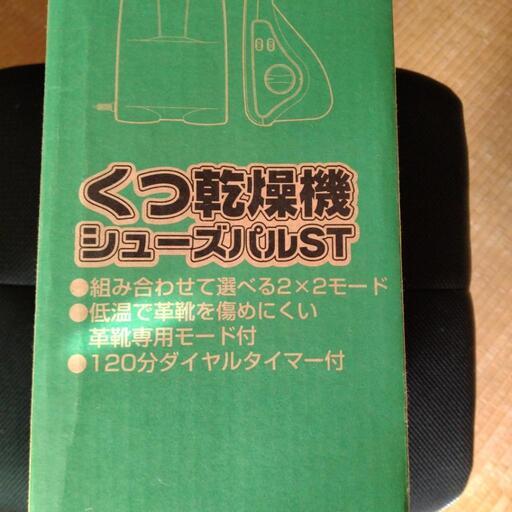 くつ乾燥機
シューズパルST
●組み合わせて選べる2×2モード
●低温で革靴を傷めにくい
革靴専用モード付
●120分ダイヤルタイマー付